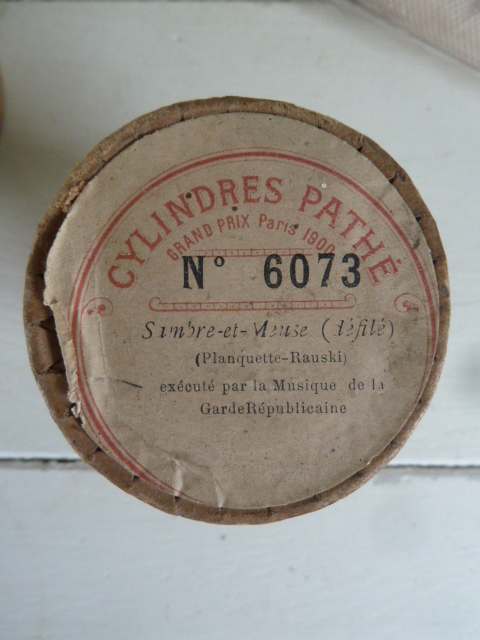 CYLINDRES PATHÉ
GRAND PRIX Paris 1900
N° 6073
Sambre-et-Meuse (défilé)
(Planquette-Rauski)
exécuté par la Musique de la
GardeRépublicaine